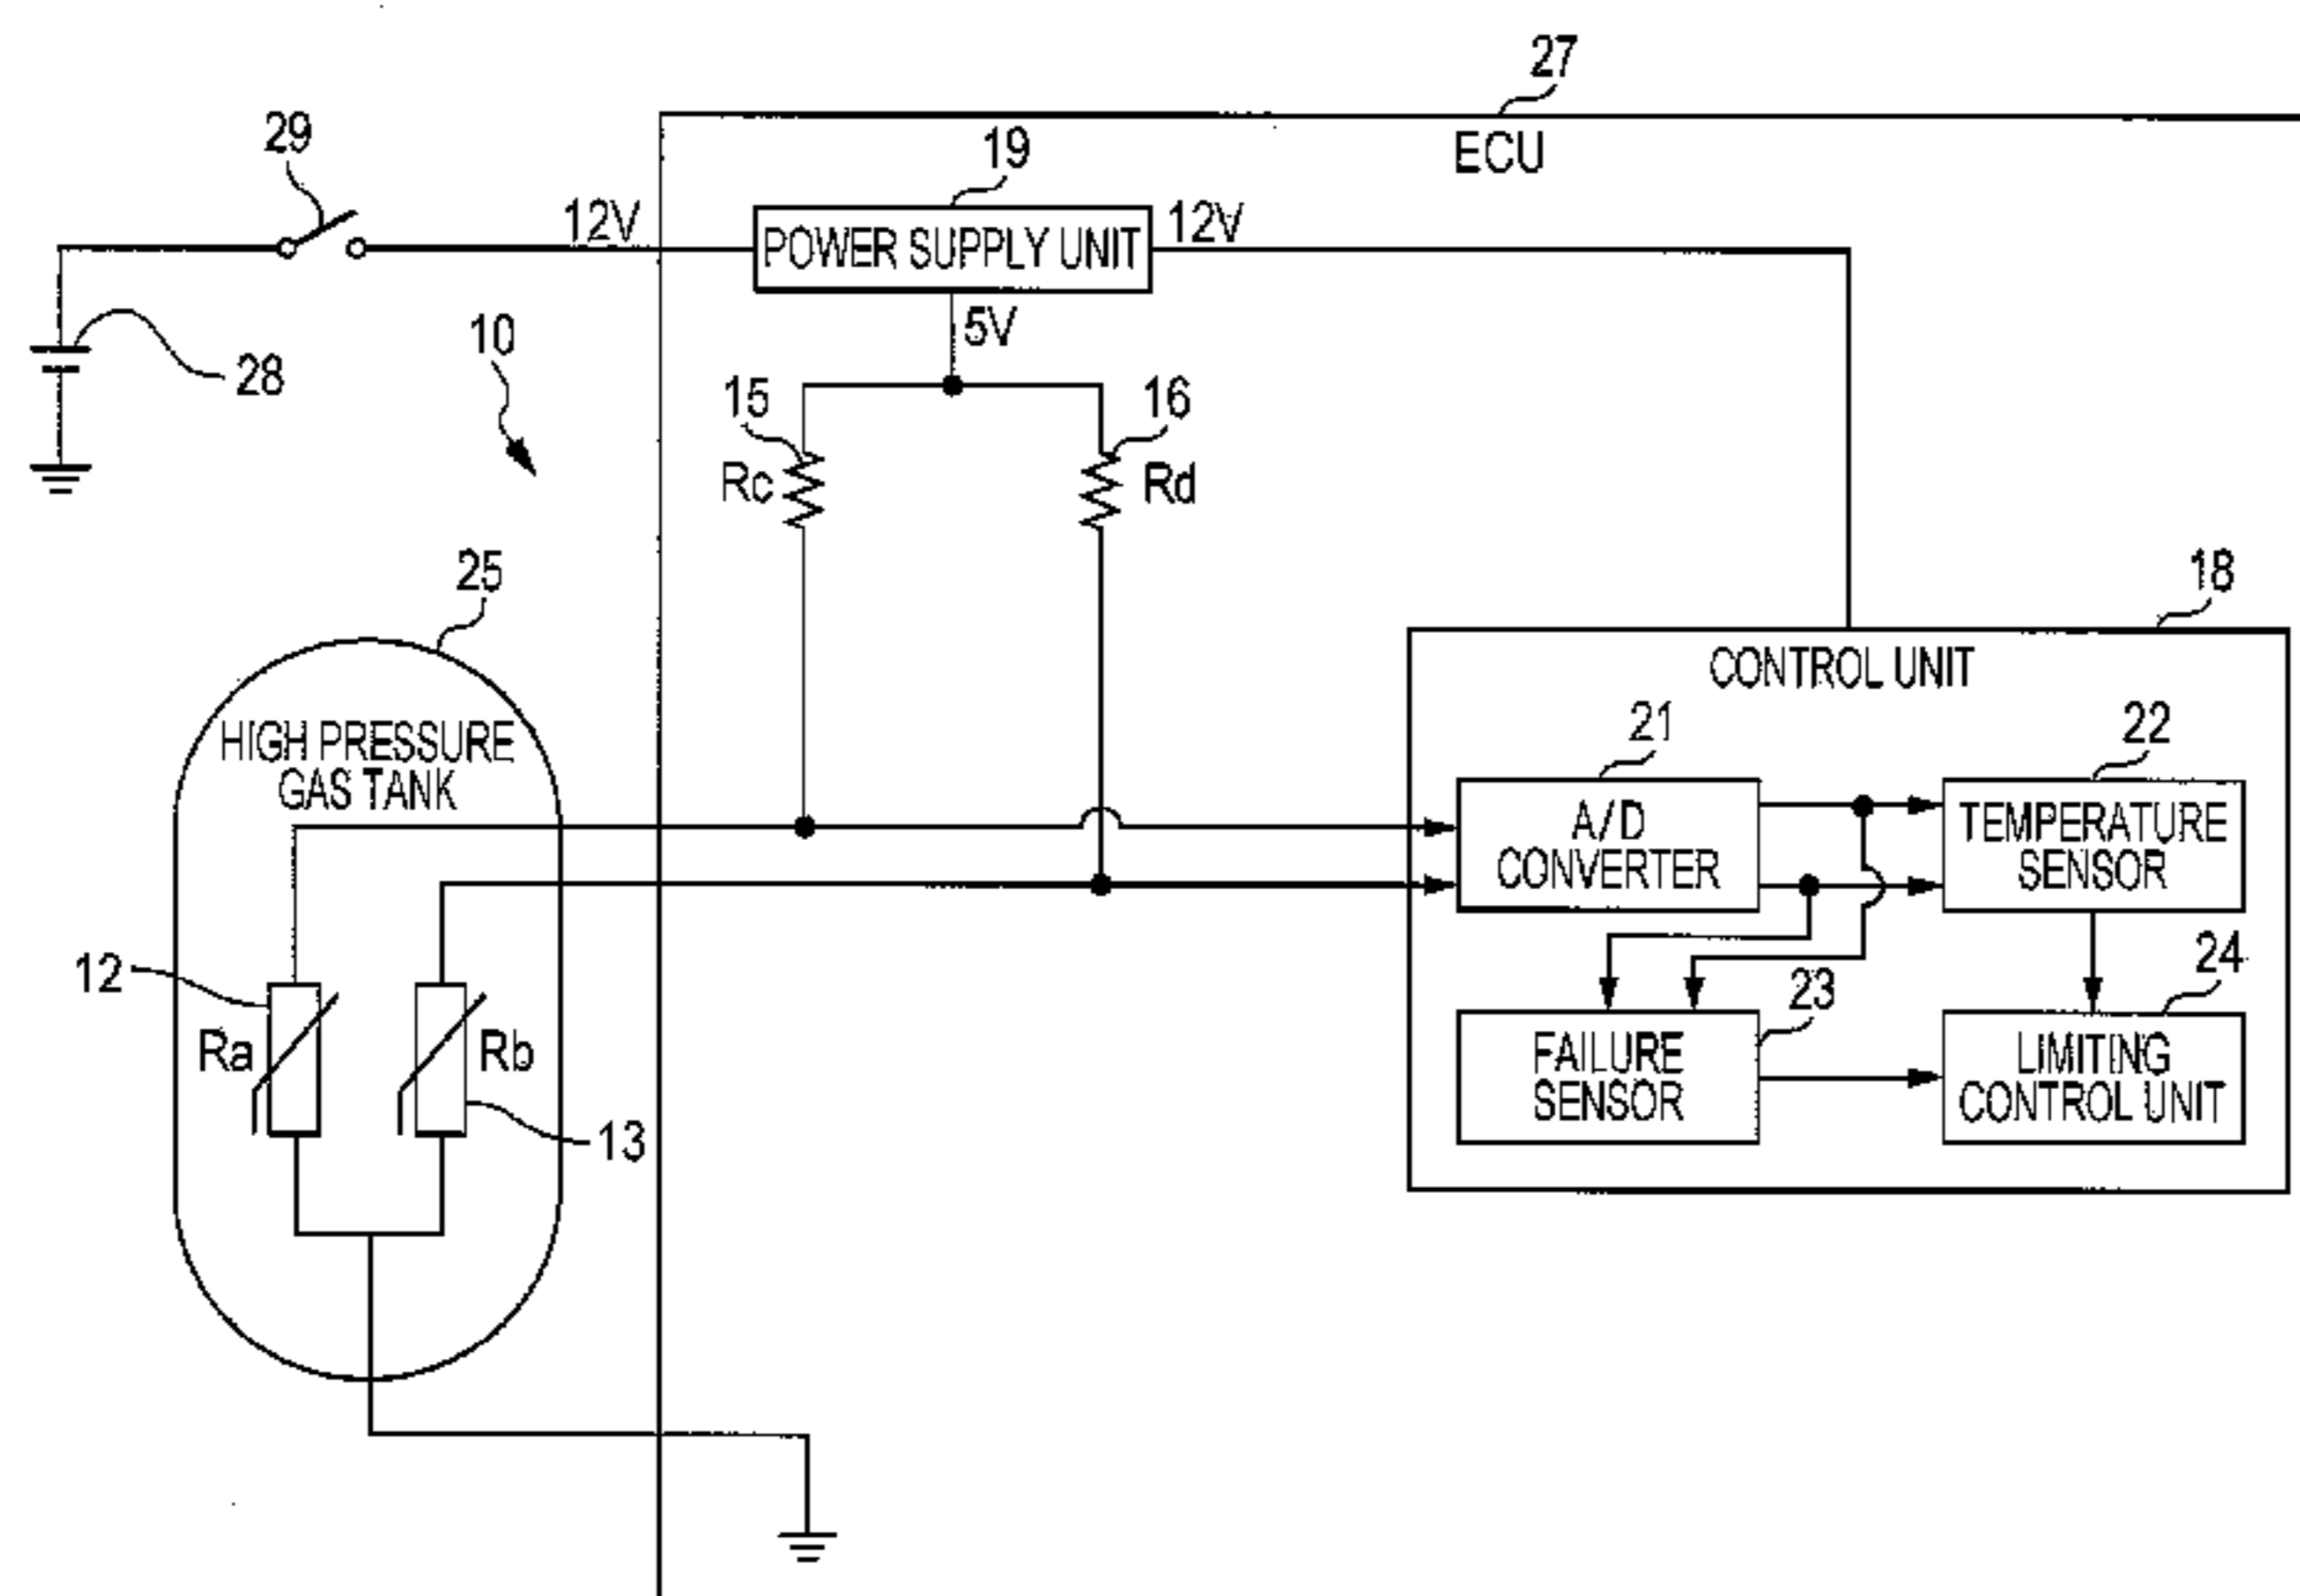 27
ECU
29
19
12V
POWER SUPPLY UNIT
12V
5V
10
28
15
16
Rc
Rd
25
18
HIGH PRESSURE
GAS TANK
CONTROL UNIT
21
22
A/D
CONVERTER
TEMPERATURE
SENSOR
12
Ra
Rb
13
23
24
FAILURE
SENSOR
LIMITING
CONTROL UNIT